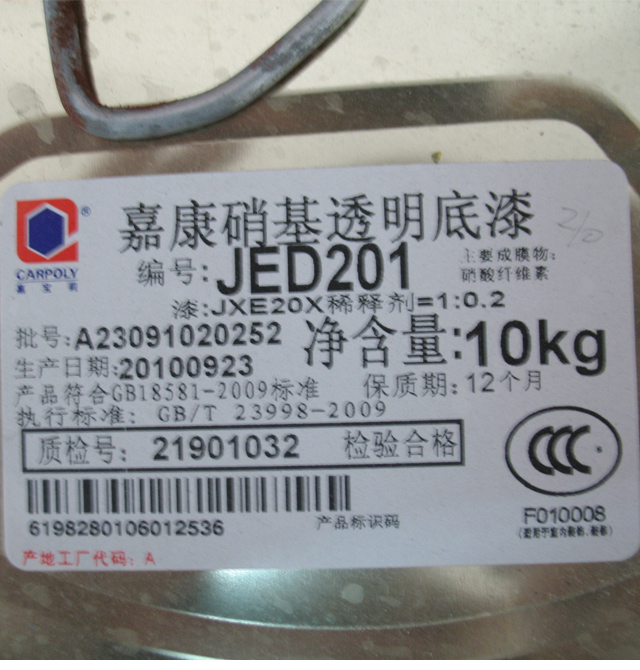 嘉康硝基透明底漆
CARPOLY ®
嘉宝莉
编号:JED201
主要成膜物:
硝酸纤维素
漆:JXE20X稀释剂=1:0.2
批号:A23091020252
净含量:10kg
生产日期:20100923
产品符合GB18581-2009标准
保质期:12个月
执行标准: GB/T 23998-2009
质检号: 21901032 检验合格
CCC
6198280106012536
产品标识码
F010008
产地工厂代码: A